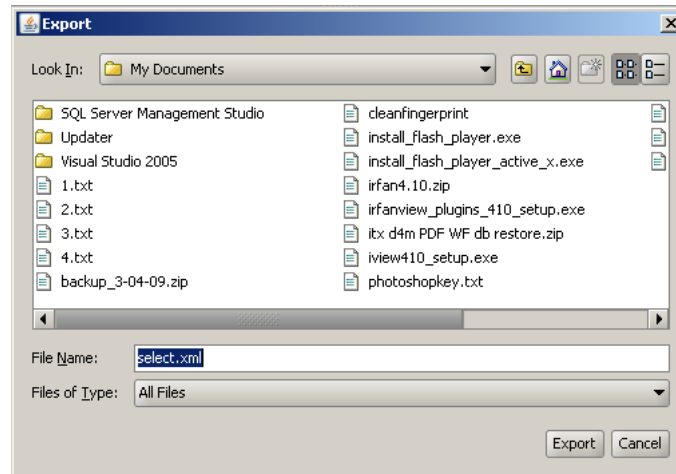 Export
Look In: My Documents
SQL Server Management Studio
Updater
Visual Studio 2005
1.txt
2.txt
3.txt
4.txt
backup_3-04-09.zip
cleanfingerprint
install_flash_player.exe
install_flash_player_active_x.exe
irfan4.10.zip
irfanview_plugins_410_setup.exe
itx d4m PDF WF db restore.zip
iview410_setup.exe
photoshopkey.txt
File Name: select.xml
Files of Type: All Files
Export Cancel